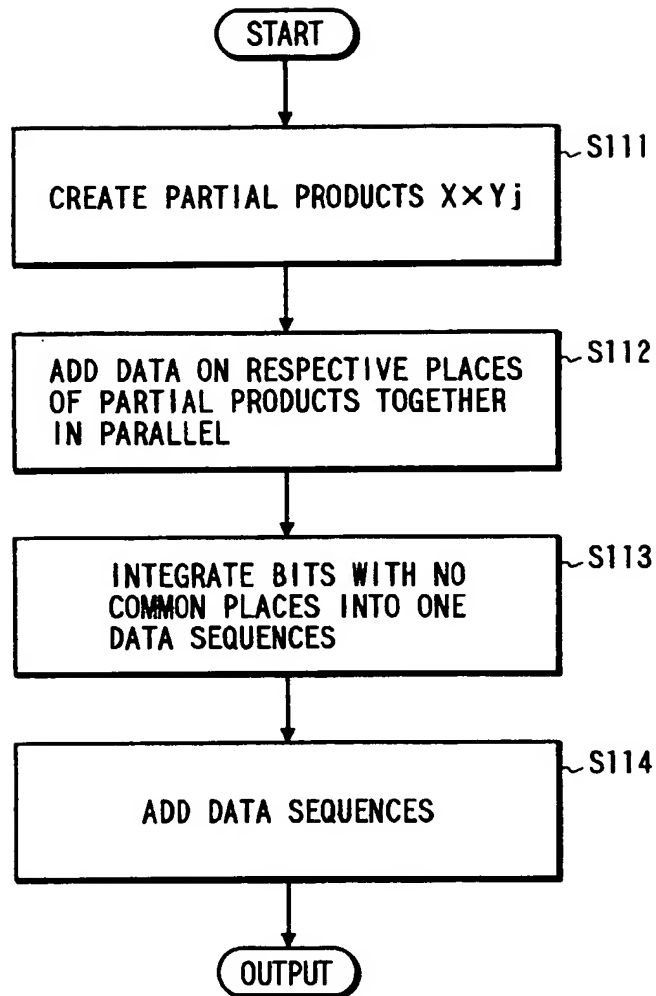 START
S111
CREATE PARTIAL PRODUCTS X×Yj
S112
ADD DATA ON RESPECTIVE PLACES
OF PARTIAL PRODUCTS TOGETHER
IN PARALLEL
S113
INTEGRATE BITS WITH NO
COMMON PLACES INTO ONE
DATA SEQUENCES
S114
ADD DATA SEQUENCES
OUTPUT